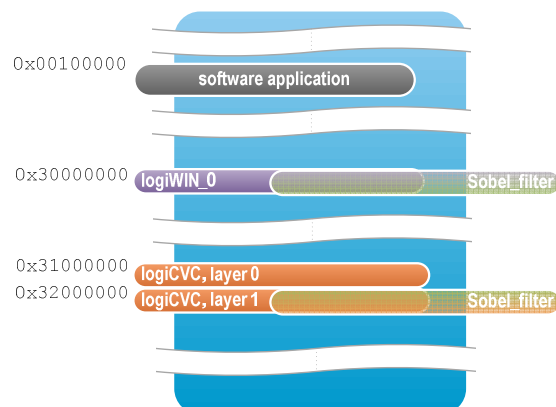 0x00100000
software application
0x30000000
logiWIN_0
Sobel_filter
0x31000000
logiCVC, layer 0
0x32000000
logiCVC, layer 1
Sobel_filter